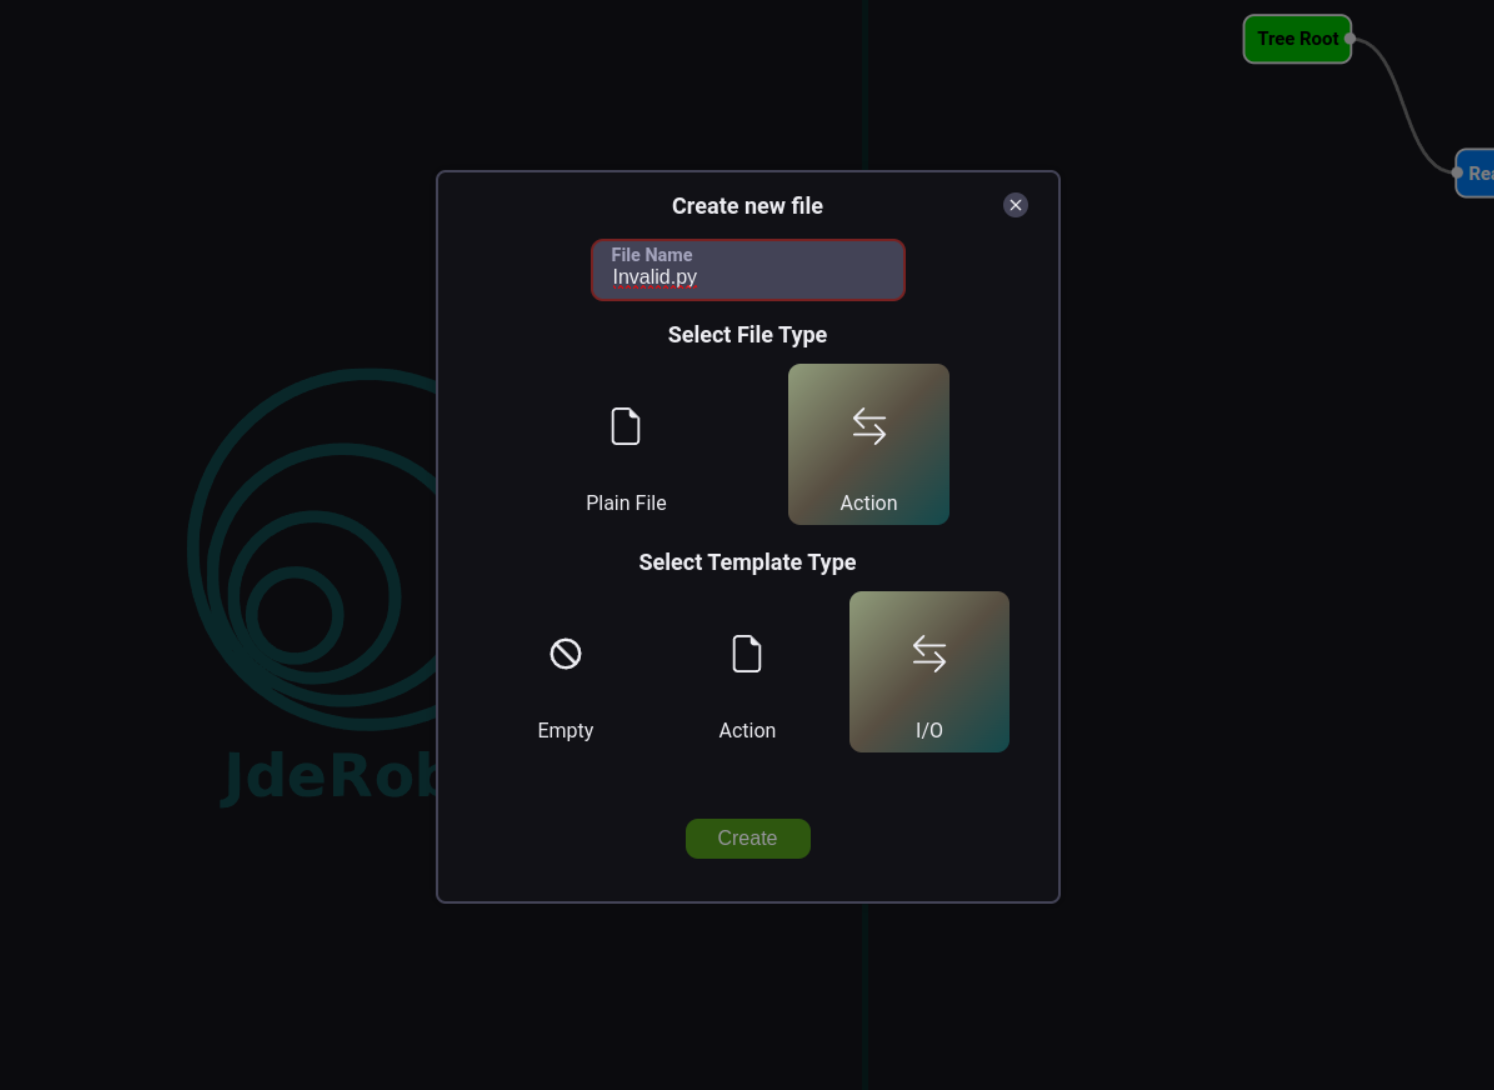 Tree Root
Rea
Create new file
File Name
Invalid.py
Select File Type
Plain File
Action
Select Template Type
Empty
Action
I/O
JdeRob
Create